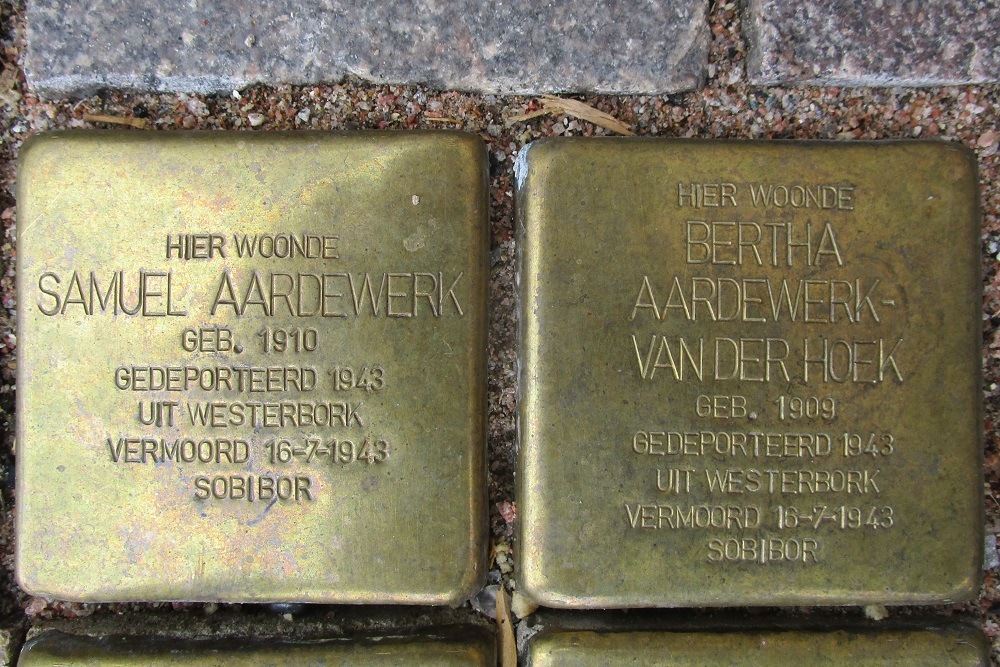 HIER WOONDE
SAMUEL AARDEWERK
GEB. 1910
GEDEPORTEERD 1943
UIT WESTERBORK
VERMOORD 16-7-1943
SOBIBOR
HIER WOONDE
BERTHA
AARDEWERK-
VAN DER HOEK
GEB. 1909
GEDEPORTEERD 1943
UIT WESTERBORK
VERMOORD 16-7-1943
SOBIBOR